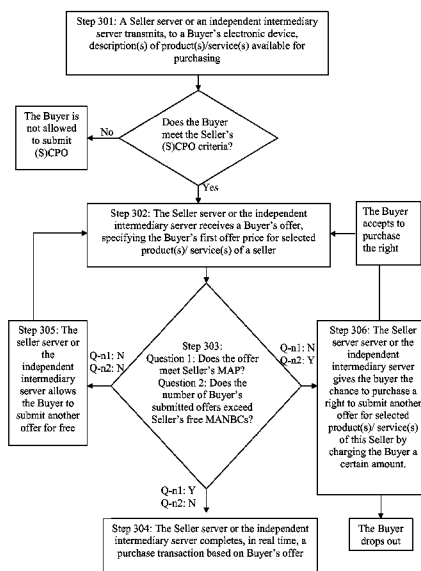 Step 301: A Seller server or an independent intermediary
server transmits, to a Buyer's electronic device,
description(s) of product(s)/service(s) available for
purchasing
The Buyer is
not allowed
to submit
(S)CPO
No
Does the Buyer
meet the Seller's
(S)CPO criteria?
Yes
Step 302: The Seller server or the independent
intermediary server receives a Buyer's offer,
specifying the Buyer's first offer price for selected
product(s)/ service(s) of a seller
The Buyer
accepts to
purchase
the right
Step 305: The
seller server or
the
independent
intermediary
server allows
the Buyer to
submit another
offer for free
Q-n1: N
Q-n2: N
Step 303:
Question 1: Does the offer
meet Seller's MAP?
Question 2: Does the
number of Buyer's
submitted offers exceed
Seller's free MANBCs?
Q-n1: N
Q-n2: Y
Step 306: The Seller
server server or the
independent
intermediary server
gives the buyer the
chance to purchase a
right to submit another
offer for selected
product(s)/ service(s)
of this Seller by
charging the Buyer a
certain amount.
Q-n1: Y
Q-n2: N
Step 304: The Seller server or the independent
intermediary server completes, in real time, a
purchase transaction based on Buyer's offer
The Buyer
drops out